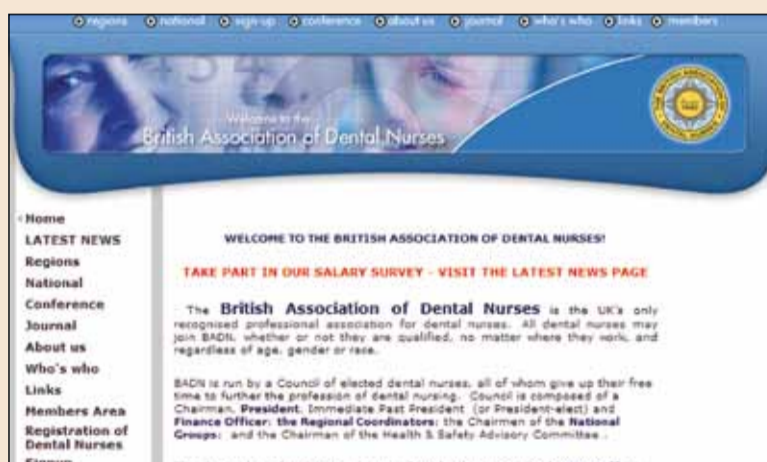 regions national sign-up conference about us journal who's who links members
Welcome to the
British Association of Dental Nurses
THE BRITISH ASSOCIATION OF DENTAL NURSES
Home
LATEST NEWS
Regions
National
Conference
Journal
About us
Who's who
Links
Members Area
Registration of
Dental Nurses
Signup
WELCOME TO THE BRITISH ASSOCIATION OF DENTAL NURSES!
TAKE PART IN OUR SALARY SURVEY - VISIT THE LATEST NEWS PAGE
The British Association of Dental Nurses is the UK's only
recognised professional association for dental nurses. All dental nurses may
join BADN, whether or not they are qualified, no matter where they work, and
regardless of age, gender or race.
BADN is run by a Council of elected dental nurses, all of whom give up their free
time to further the profession of dental nursing. Council is composed of a
Chairman, President, Immediate Past President (or President-elect) and
Finance Officer; the Regional Coordinators; the Chairmen of the National
Groups; and the Chairman of the Health & Safety Advisory Committee .